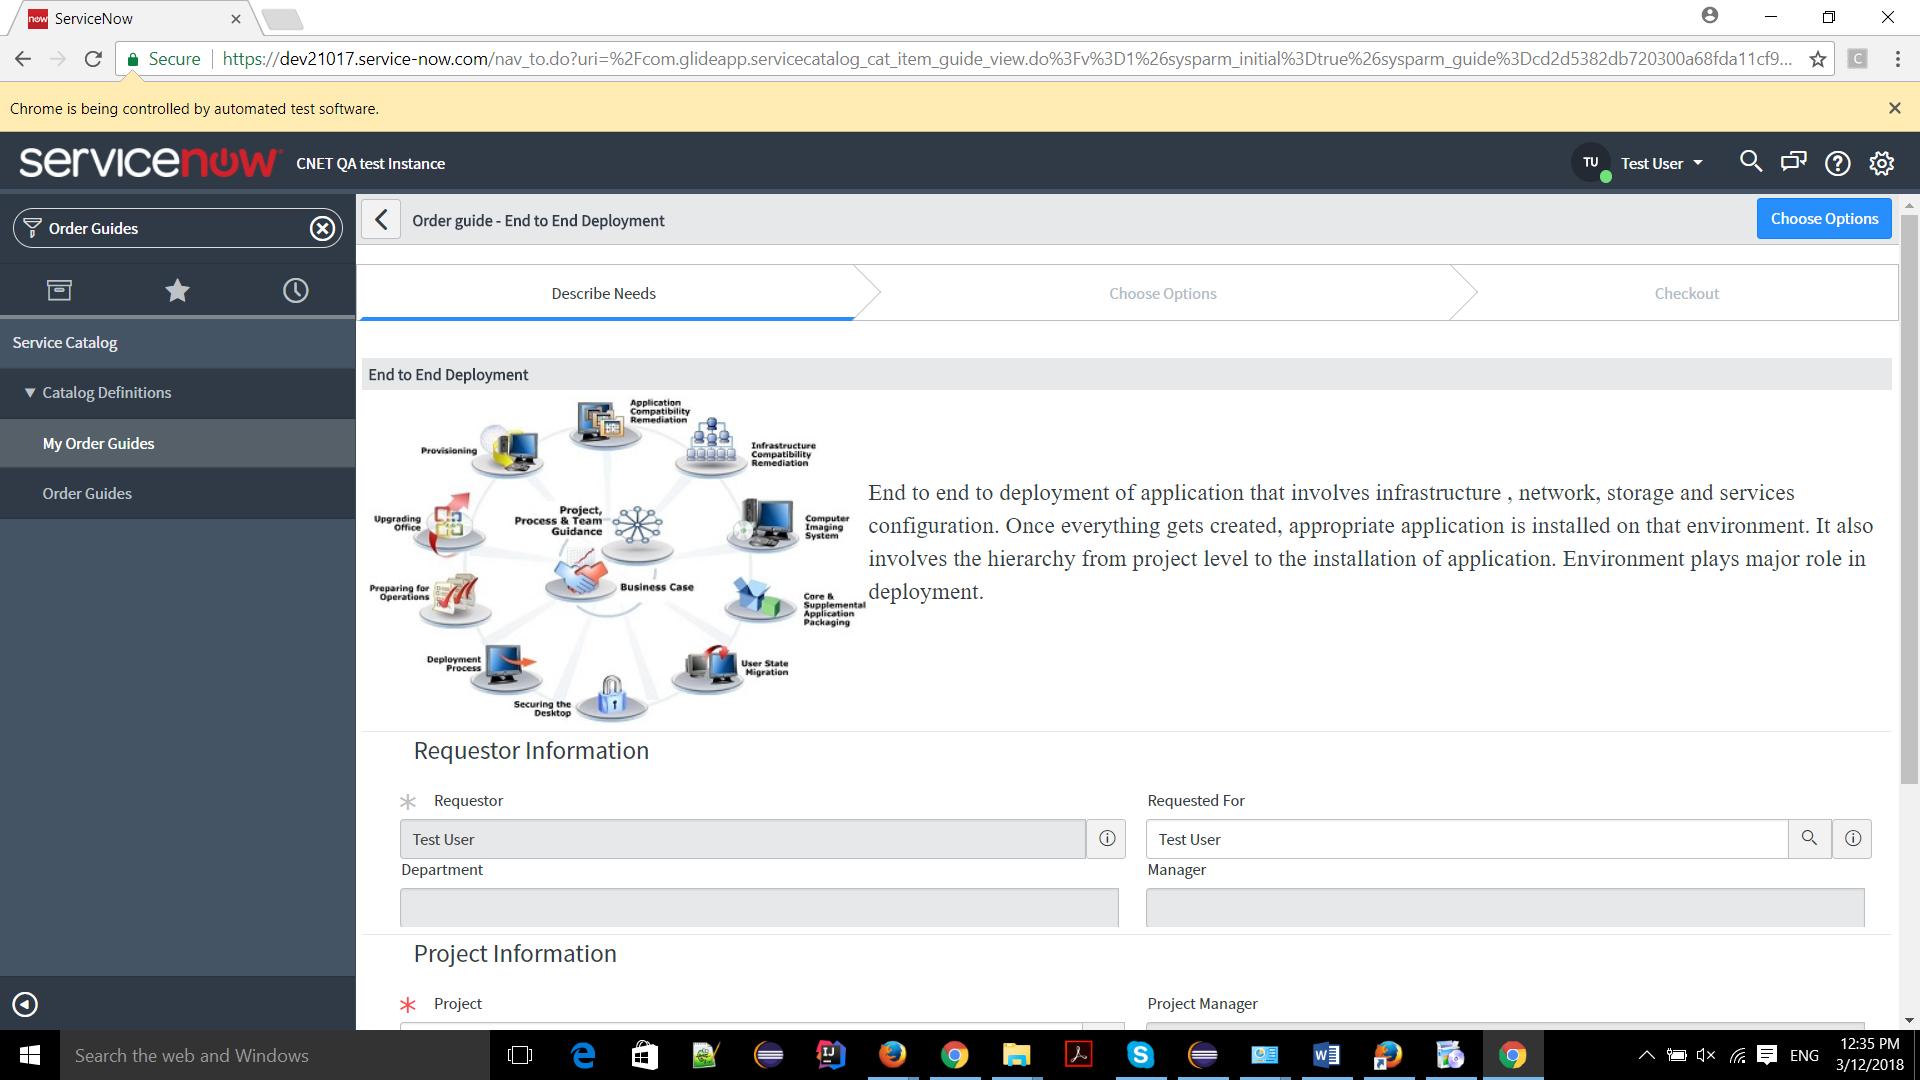 now ServiceNow
Secure https://dev21017.service-now.com/nav_to.do?uri=%2Fcom.glideapp.servicecatalog_cat_item_guide_view.do%3Fv%3D1%26sysparm_initial%3Dtrue%26sysparm_guide%3Dcd2d5382db720300a68fda11cf9... C
Chrome is being controlled by automated test software.
servicenow CNET QA test Instance
TU Test User
Order Guides
Order guide - End to End Deployment
Choose Options
Describe Needs
Choose Options
Checkout
Service Catalog
Catalog Definitions
My Order Guides
Order Guides
End to End Deployment
Application
Compatibility
Remediation
Provisioning
Infrastructure
Compatibility
Remediation
Upgrading
Office
Project,
Process & Team
Guidance
Computer
Imaging
System
Preparing for
Operations
Business Case
Core &
Supplemental
Application
Packaging
Deployment
Process
User State
Migration
Securing the
Desktop
End to end to deployment of application that involves infrastructure , network, storage and services
configuration. Once everything gets created, appropriate application is installed on that environment. It also
involves the hierarchy from project level to the installation of application. Environment plays major role in
deployment.
Requestor Information
Requestor
Requested For
Test User
Test User
Department
Manager
Project Information
Project
Project Manager
Search the web and Windows
IJ
ENG
12:35 PM
3/12/2018